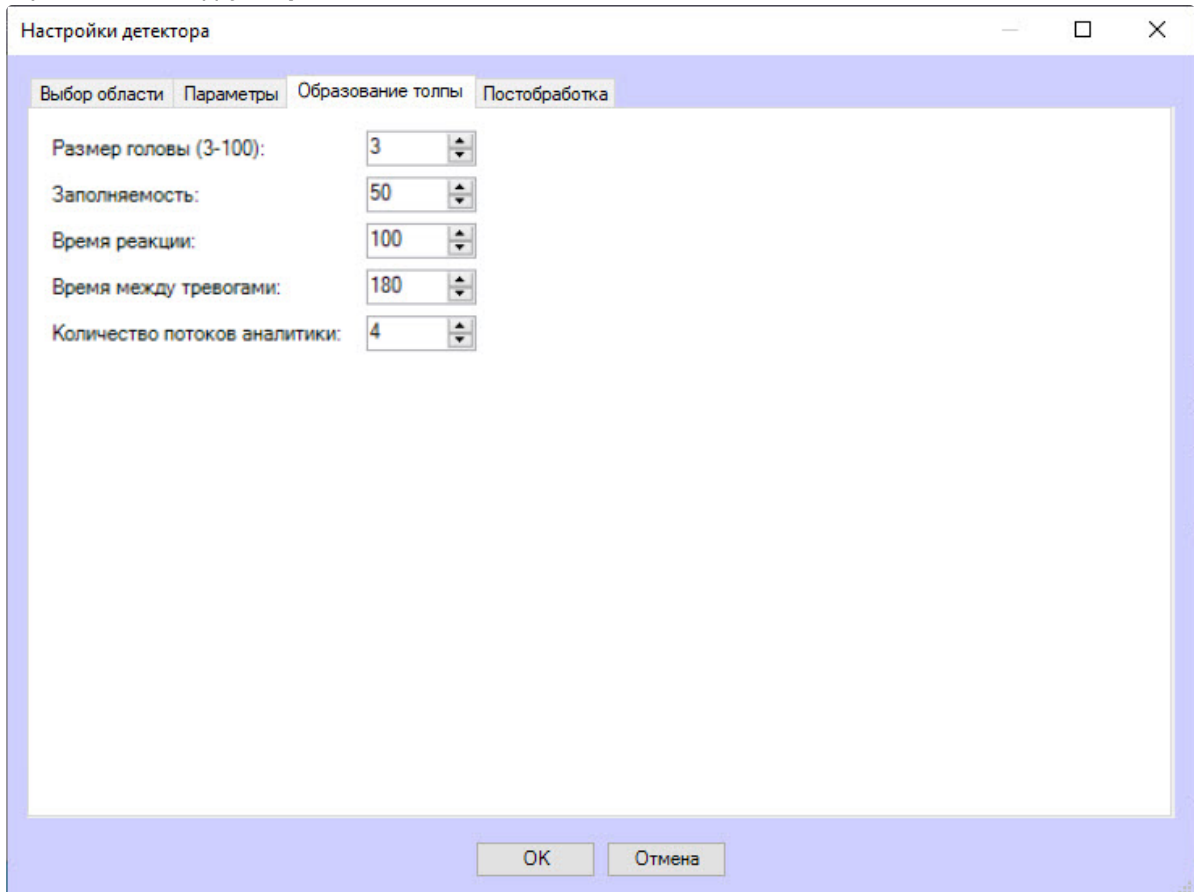 Настройки детектора
Выбор области Параметры Образование толпы Постобработка
Размер головы (3-100): 3
Заполняемость: 50
Время реакции: 100
Время между тревогами: 180
Количество потоков аналитики: 4
OK Отмена